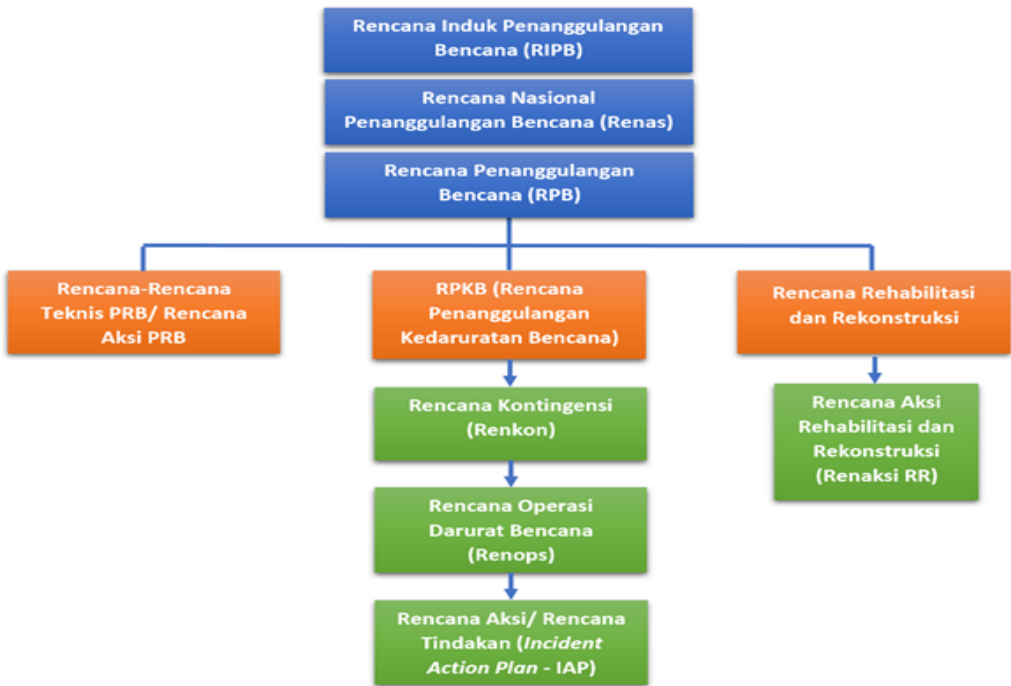 Rencana Induk Penanggulangan
Bencana (RIPB)
Rencana Nasional
Penanggulangan Bencana (Renas)
Rencana Penanggulangan
Bencana (RPB)
Rencana-Rencana
Teknis PRB/ Rencana
Aksi PRB
RPKB (Rencana
Penanggulangan
Kedaruratan Bencana)
Rencana Rehabilitasi
dan Rekonstruksi
Rencana Kontingensi
(Renkon)
Rencana Aksi
Rehabilitasi dan
Rekonstruksi
(Renaksi RR)
Rencana Operasi
Darurat Bencana
(Renops)
Rencana Aksi/ Rencana
Tindakan (Incident
Action Plan - IAP)